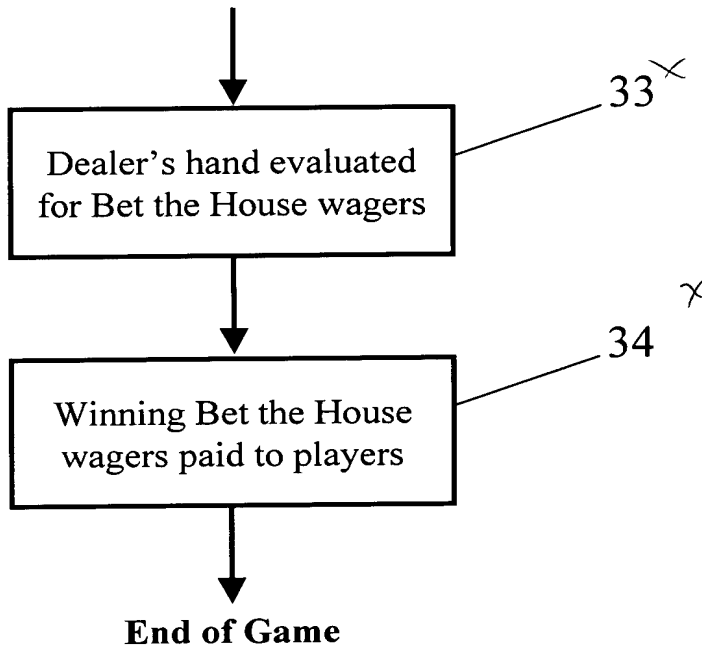 33
Dealer's hand evaluated
for Bet the House wagers
34
Winning Bet the House
wagers paid to players
End of Game